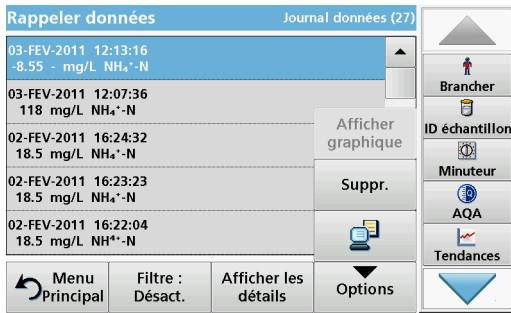 Rappeler données
Journal données (27)
03-FEV-2011 12:13:16
-8.55 - mg/L NH₄⁺-N
03-FEV-2011 12:07:36
118 mg/L NH₄⁺-N
02-FEV-2011 16:24:32
18.5 mg/L NH₄⁺-N
02-FEV-2011 16:23:23
18.5 mg/L NH₄⁺-N
02-FEV-2011 16:22:04
18.5 mg/L NH⁴⁺-N
Afficher
graphique
Suppr.
Menu
Principal
Filtre :
Désact.
Afficher les
détails
Options
Brancher
ID échantillon
Minuteur
AQA
Tendances